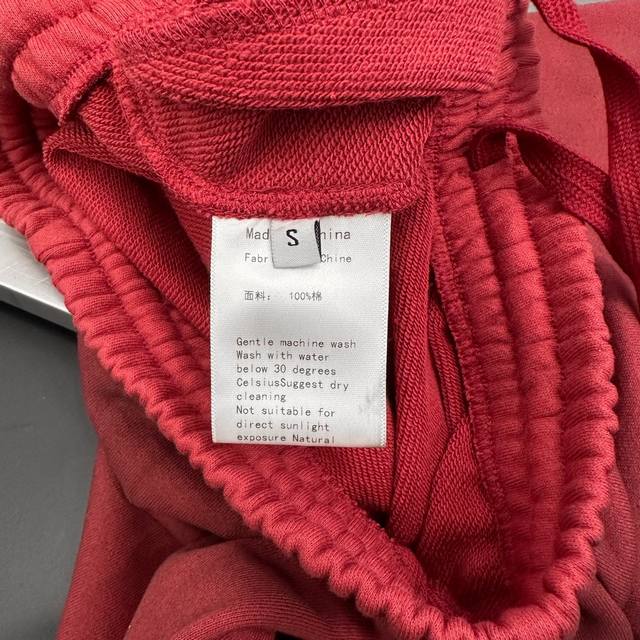 S
Mad hina
Fabr Chine
面料： 100%棉
Gentle machine wash
Wash with water
below 30 degrees
CelsiusSuggest dry
cleaning
Not suitable for
direct sunlight
exposure Natural